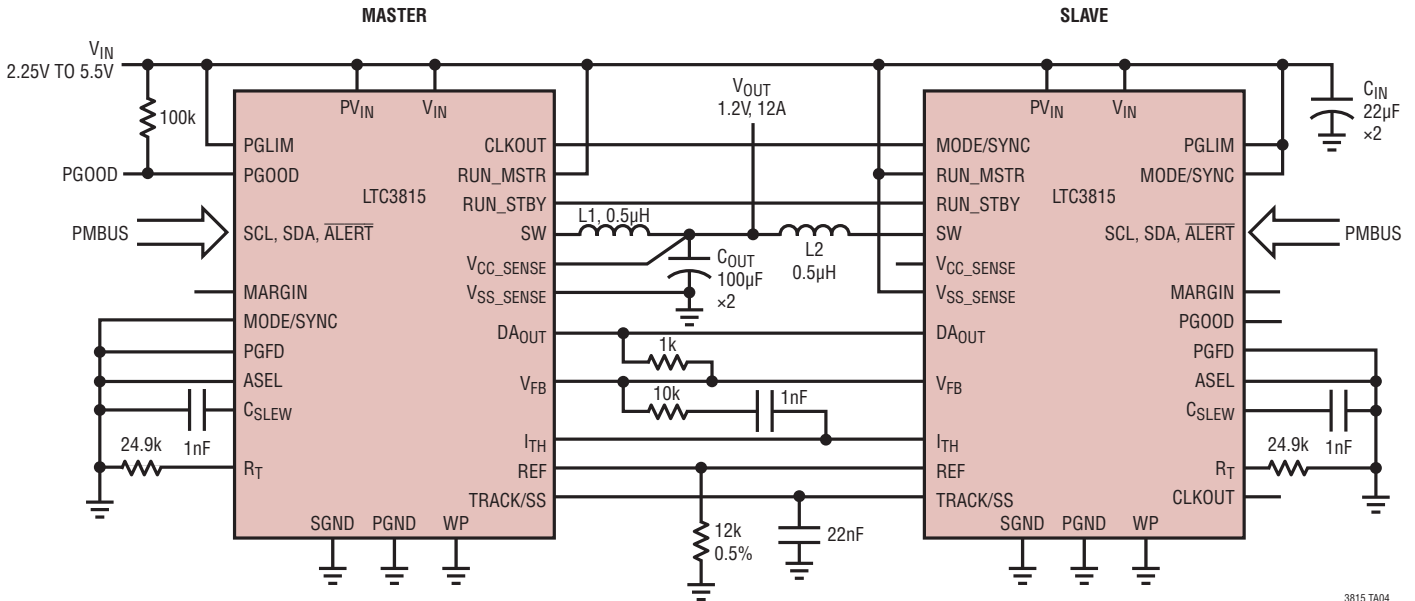 MASTER
SLAVE
VIN
2.25V TO 5.5V
100k
PGOOD
PMBUS
PVIN
VIN
PGLIM
PGOOD
LTC3815
SCL, SDA, ALERT
MARGIN
MODE/SYNC
PGFD
ASEL
CSLEW
RT
SGND
PGND
WP
CLKOUT
RUN_MSTR
RUN_STBY
SW
VCC_SENSE
VSS_SENSE
DAOUT
VFB
ITH
REF
TRACK/SS
1nF
24.9k
VOUT
1.2V, 12A
L1, 0.5µH
L2
0.5µH
COUT
100µF
×2
1k
10k
1nF
12k
0.5%
22nF
PVIN
VIN
MODE/SYNC
RUN_MSTR
RUN_STBY
SW
VCC_SENSE
VSS_SENSE
DAOUT
VFB
ITH
REF
TRACK/SS
LTC3815
PGLIM
MODE/SYNC
SCL, SDA, ALERT
MARGIN
PGOOD
PGFD
ASEL
CSLEW
RT
CLKOUT
SGND
PGND
WP
CIN
22µF
×2
PMBUS
24.9k
1nF
3815 TA04